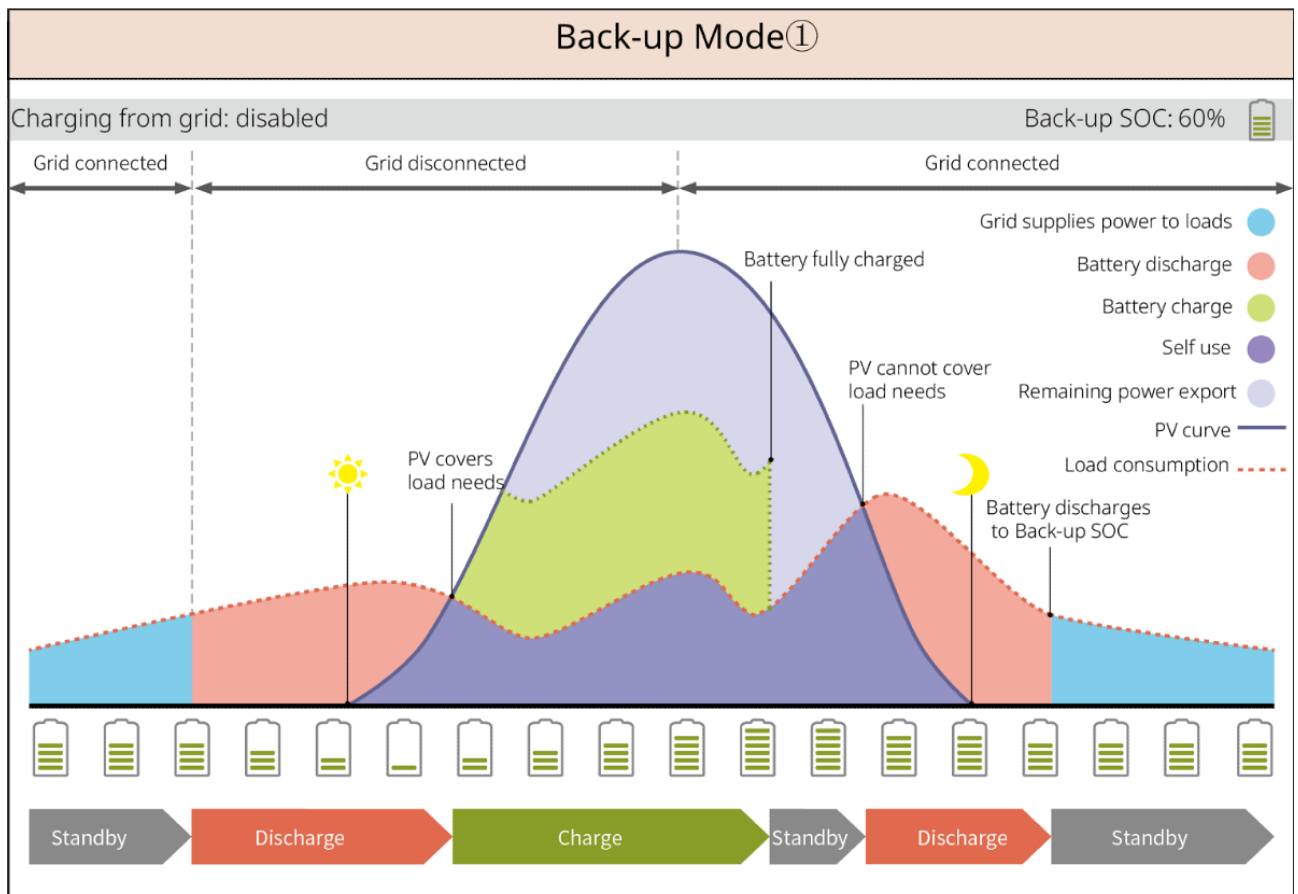 Back-up Mode①
Charging from grid: disabled
Back-up SOC: 60%
Grid connected
Grid disconnected
Grid connected
Grid supplies power to loads
Battery discharge
Battery charge
Self use
Remaining power export
PV curve
Load consumption
Battery fully charged
PV cannot cover
load needs
PV covers
load needs
Battery discharges
to Back-up SOC
Standby
Discharge
Charge
Standby
Discharge
Standby